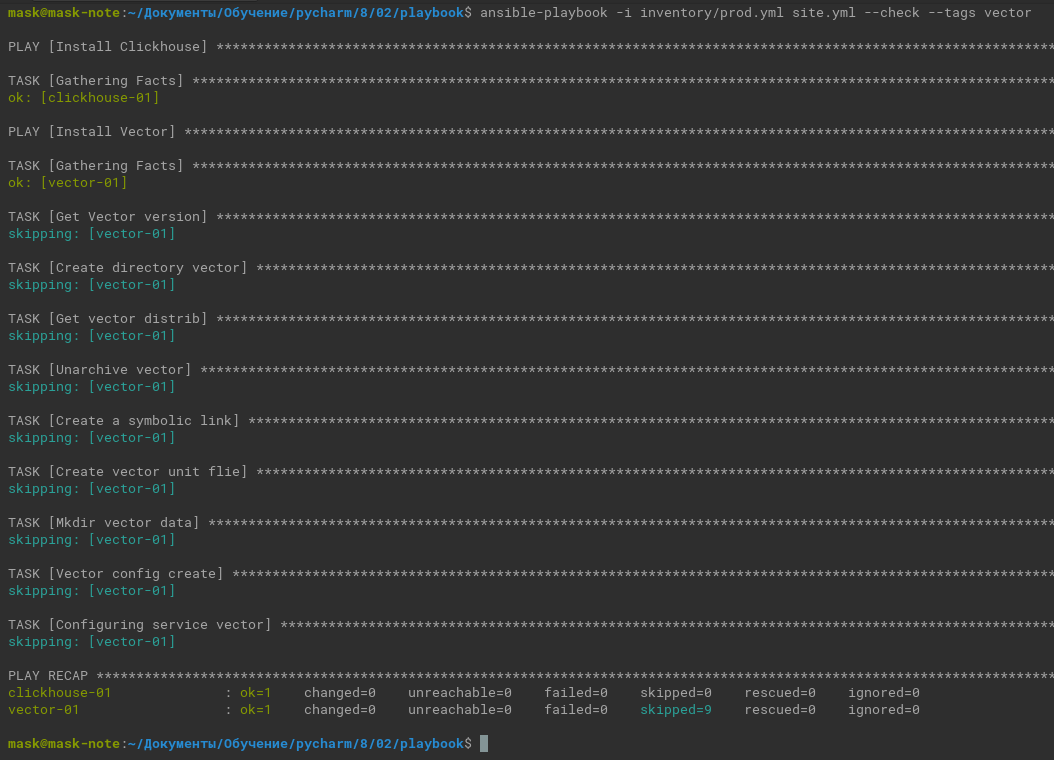 mask@mask-note:~/Документы/Обучение/pycharm/8/02/playbook$ ansible-playbook -i inventory/prod.yml site.yml --check --tags vector
PLAY [Install Clickhouse] *********************************************************************************************************
TASK [Gathering Facts] ************************************************************************************************************
ok: [clickhouse-01]
PLAY [Install Vector] *************************************************************************************************************
TASK [Gathering Facts] ************************************************************************************************************
ok: [vector-01]
TASK [Get Vector version] *********************************************************************************************************
skipping: [vector-01]
TASK [Create directory vector] ****************************************************************************************************
skipping: [vector-01]
TASK [Get vector distrib] *********************************************************************************************************
skipping: [vector-01]
TASK [Unarchive vector] ***********************************************************************************************************
skipping: [vector-01]
TASK [Create a symbolic link] *****************************************************************************************************
skipping: [vector-01]
TASK [Create vector unit flie] ****************************************************************************************************
skipping: [vector-01]
TASK [Mkdir vector data] **********************************************************************************************************
skipping: [vector-01]
TASK [Vector config create] *******************************************************************************************************
skipping: [vector-01]
TASK [Configuring service vector] *************************************************************************************************
skipping: [vector-01]
PLAY RECAP ************************************************************************************************************************
clickhouse-01              : ok=1    changed=0    unreachable=0    failed=0    skipped=0    rescued=0    ignored=0
vector-01                  : ok=1    changed=0    unreachable=0    failed=0    skipped=9    rescued=0    ignored=0
mask@mask-note:~/Документы/Обучение/pycharm/8/02/playbook$